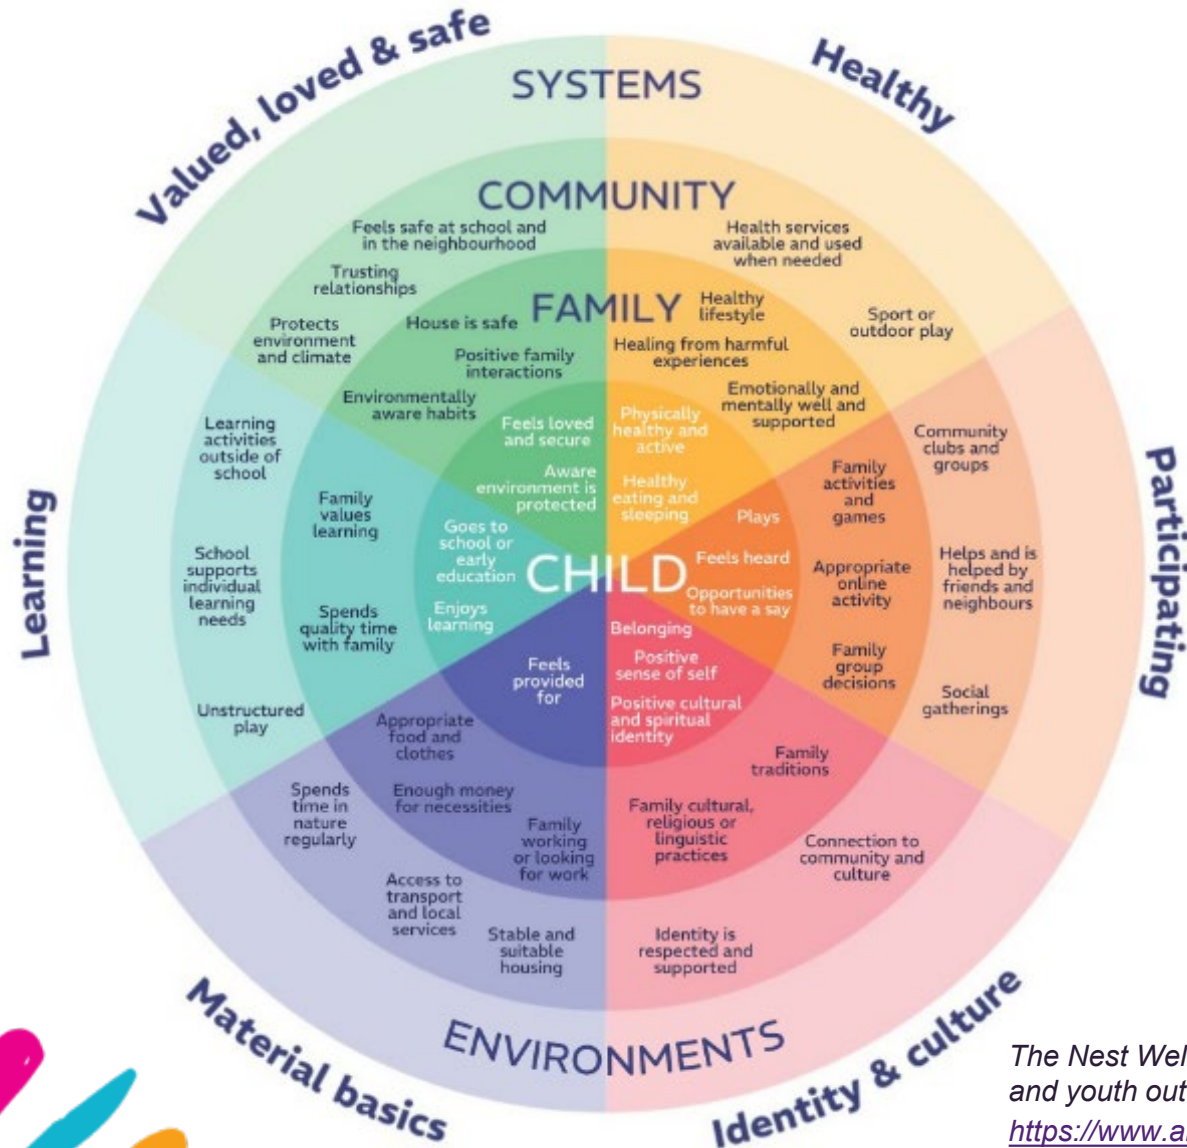 Valued, loved & safe
Healthy
Participating
Identity & culture
Material basics
Learning
SYSTEMS
COMMUNITY
FAMILY
CHILD
ENVIRONMENTS
Feels safe at school and
in the neighbourhood
Trusting
relationships
Protects
environment
and climate
House is safe
Positive family
interactions
Environmentally
aware habits
Feels loved
and secure
Aware
environment is
protected
Health services
available and used
when needed
Sport or
outdoor play
Healthy
lifestyle
Healing from harmful
experiences
Emotionally and
mentally well and
supported
Physically
healthy and
active
Healthy
eating and
sleeping
Community
clubs and
groups
Helps and is
helped by
friends and
neighbours
Social
gatherings
Family
activities
and
games
Appropriate
online
activity
Family
group
decisions
Plays
Feels heard
Opportunities
to have a say
Belonging
Positive
sense of self
Positive cultural
and spiritual
identity
Family
traditions
Family cultural,
religious or
linguistic
practices
Connection to
community and
culture
Identity is
respected and
supported
Feels
provided
for
Appropriate
food and
clothes
Enough money
for necessities
Family
working
or looking
for work
Spends
time in
nature
regularly
Access to
transport
and local
services
Stable and
suitable
housing
Goes to
school or
early
education
Enjoys
learning
Family
values
learning
Spends
quality time
with family
Learning
activities
outside of
school
School
supports
individual
learning
needs
Unstructured
play
The Nest Wel
and youth out
https://www.a